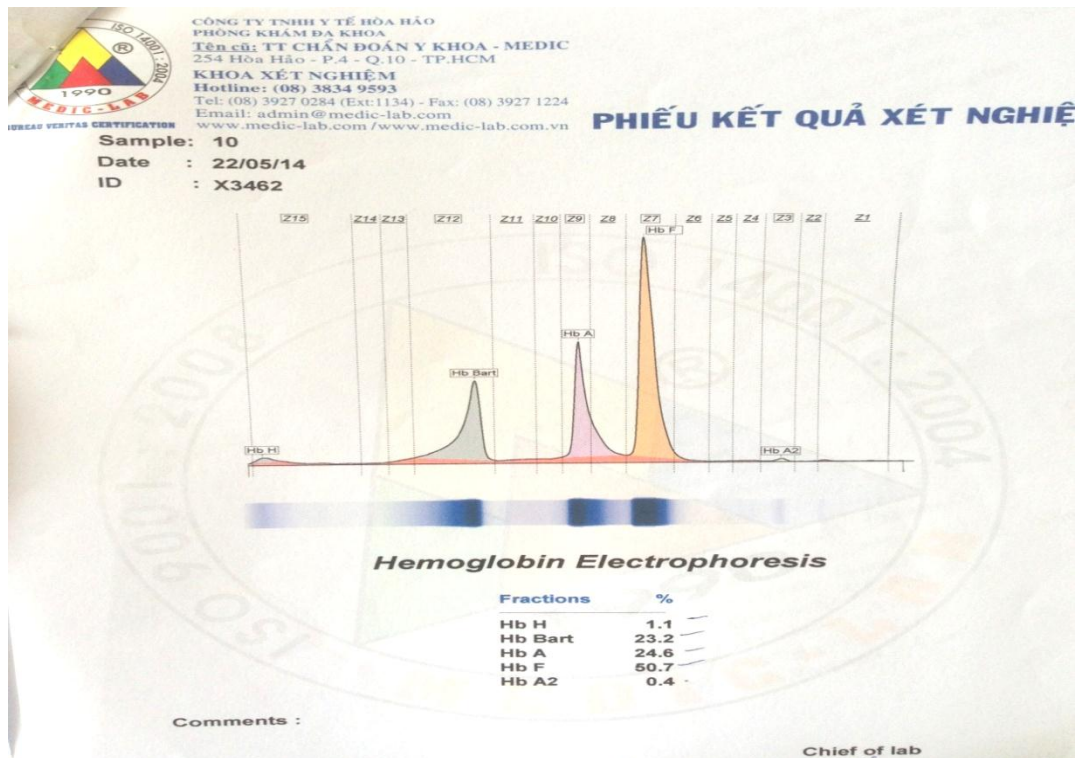 CÔNG TY TNHH Y TẾ HÒA HẢO
PHÒNG KHÁM ĐA KHOA
Tên cũ: TT CHẨN ĐOÁN Y KHOA - MEDIC
254 Hòa Hảo - P.4 - Q.10 - TP.HCM
KHOA XÉT NGHIỆM
Hotline: (08) 3834 9593
Tel: (08) 3927 0284 (Ext:1134) - Fax: (08) 3927 1224
Email: admin@medic-lab.com
www.medic-lab.com /www.medic-lab.com.vn
ISO 14001:2004
®
1990
MEDIC-LAB
BUREAU VERITAS CERTIFICATION
PHIẾU KẾT QUẢ XÉT NGHIỆ
Sample: 10
Date : 22/05/14
ID : X3462
Z15 Z14 Z13 Z12 Z11 Z10 Z9 Z8 Z7 Z6 Z5 Z4 Z3 Z2 Z1
Hb F
Hb A
Hb Bart
Hb H
Hb A2
Hemoglobin Electrophoresis
Fractions %
Hb H 1.1
Hb Bart 23.2
Hb A 24.6
Hb F 50.7
Hb A2 0.4
Comments :
Chief of lab
ISO 14001:2004
ISO 9001-2008
®